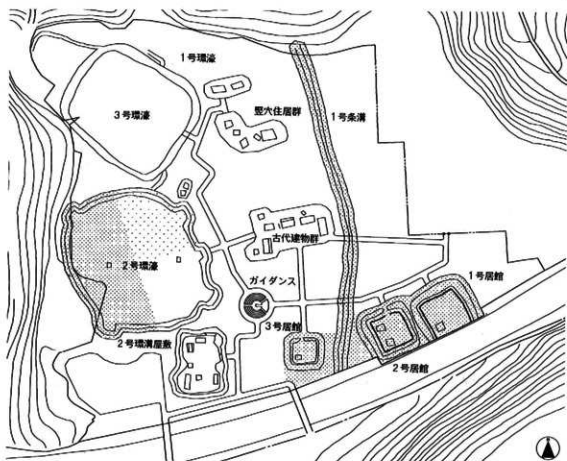 1号環濠
3号環濠
竪穴住居群
1号条溝
2号環濠
古代建物群
ガイダンス
1号居館
3号居館
2号環溝屋敷
2号居館